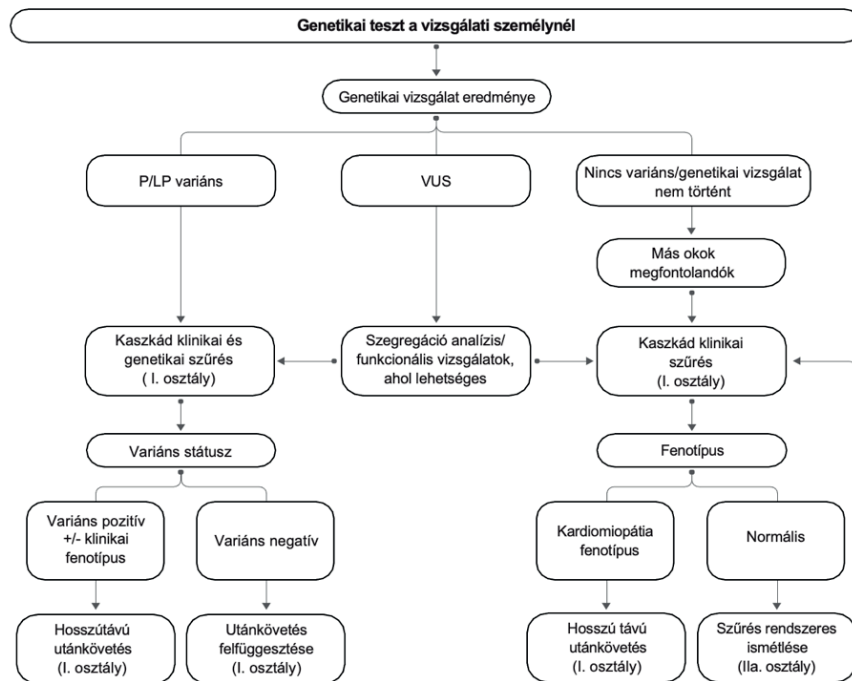 Genetikai teszt a vizsgálati személynél
Genetikai vizsgálat eredménye
P/LP variáns
VUS
Nincs variáns/genetikai vizsgálat
nem történt
Más okok
megfontolandók
Kaszkád klinikai és
genetikai szűrés
( I. osztály)
Szegregáció analízis/
funkcionális vizsgálatok,
ahol lehetséges
Kaszkád klinikai
szűrés
(I. osztály)
Variáns státusz
Fenotípus
Variáns pozitív
+/- klinikai
fenotípus
Variáns negatív
Kardiomiopátia
fenotípus
Normális
Hosszútávú
utánkövetés
(I. osztály)
Utánkövetés
felfüggesztése
(I. osztály)
Hosszú távú
utánkövetés
(I. osztály)
Szűrés rendszeres
ismétlése
(IIa. osztály)